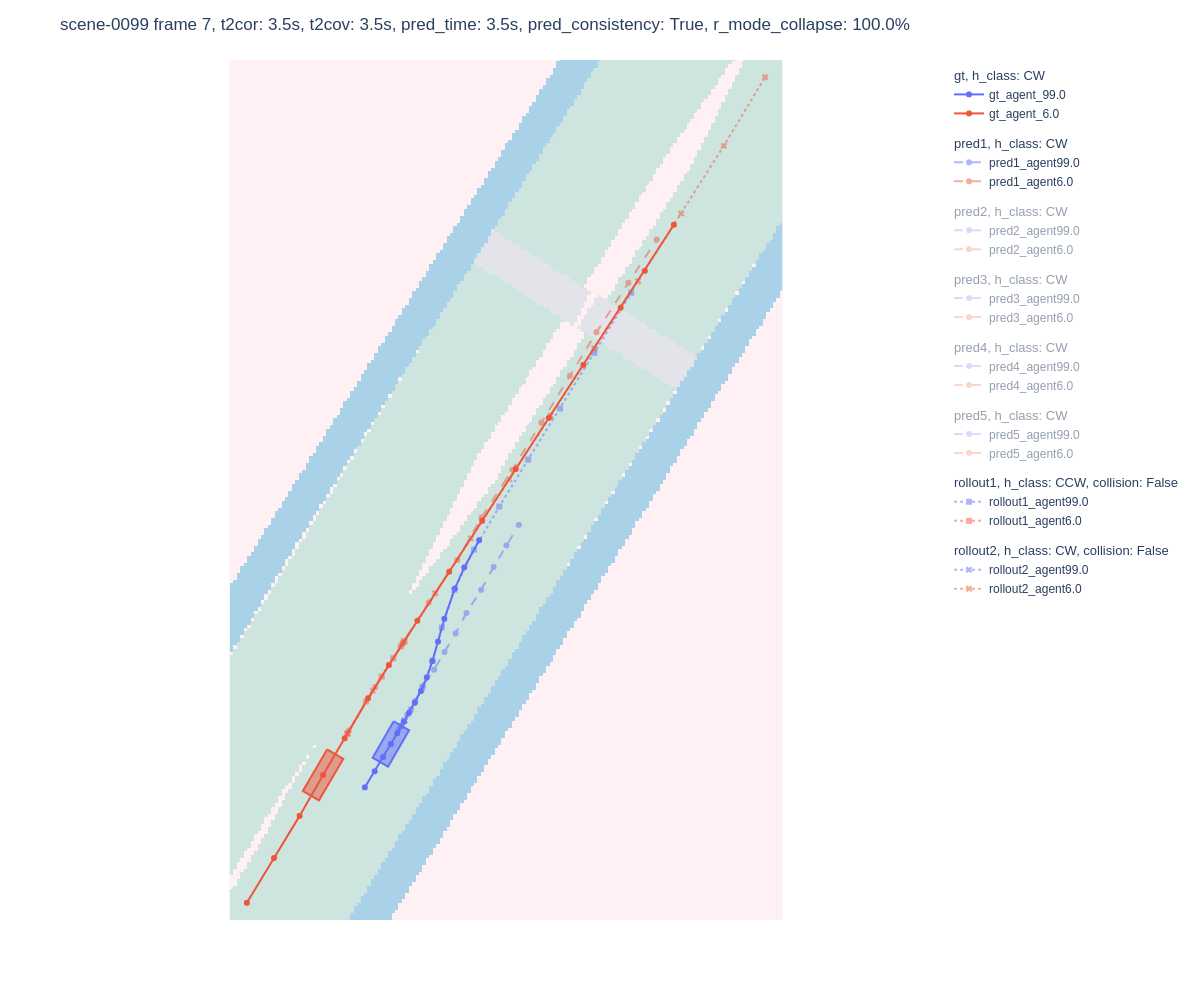 scene-0099 frame 7, t2cor: 3.5s, t2cov: 3.5s, pred_time: 3.5s, pred_consistency: True, r_mode_collapse: 100.0%
gt, h_class: CW
gt_agent_99.0
gt_agent_6.0
pred1, h_class: CW
pred1_agent99.0
pred1_agent6.0
pred2, h_class: CW
pred2_agent99.0
pred2_agent6.0
pred3, h_class: CW
pred3_agent99.0
pred3_agent6.0
pred4, h_class: CW
pred4_agent99.0
pred4_agent6.0
pred5, h_class: CW
pred5_agent99.0
pred5_agent6.0
rollout1, h_class: CCW, collision: False
rollout1_agent99.0
rollout1_agent6.0
rollout2, h_class: CW, collision: False
rollout2_agent99.0
rollout2_agent6.0